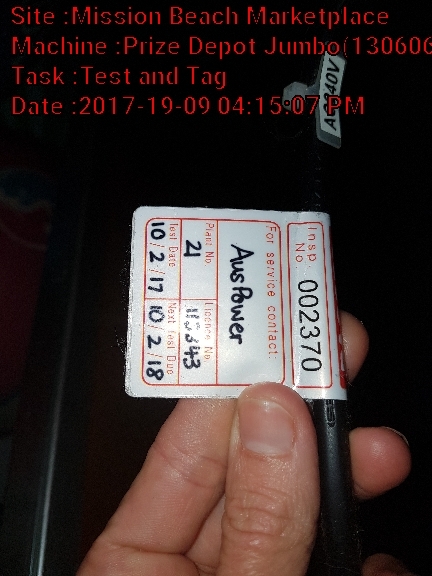 Site :Mission Beach Marketplace
Machine :Prize Depot Jumbo(130606
Task :Test and Tag
Date :2017-19-09 04:15:07 PM
240V
Insp No 002370
For service contact:
AusPower
Plant No. Licence No.
21
Test Date Next Test Due
10/2/17 10/2/18